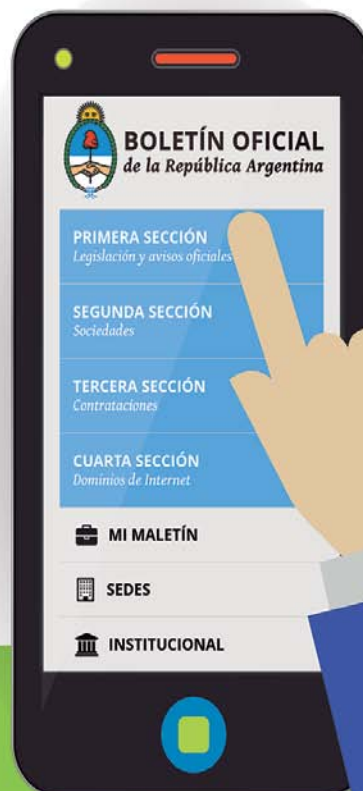 BOLETÍN OFICIAL
de la República Argentina
PRIMERA SECCIÓN
Legislación y avisos oficiales
SEGUNDA SECCIÓN
Sociedades
TERCERA SECCIÓN
Contrataciones
CUARTA SECCIÓN
Dominios de Internet
MI MALETÍN
SEDES
INSTITUCIONAL